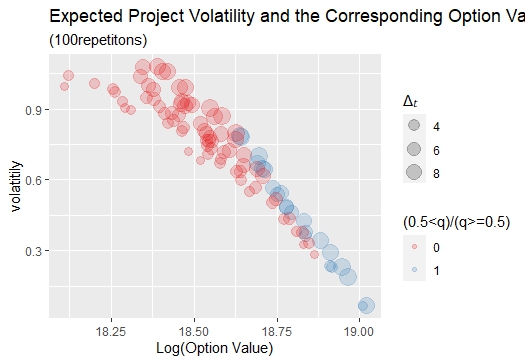 Expected Project Volatility and the Corresponding Option Va
(100repetitons)
volatitily
0.9
0.6
0.3
18.25 18.50 18.75 19.00
Log(Option Value)
Δt
4
6
8
(0.5<q)/(q>=0.5)
0
1